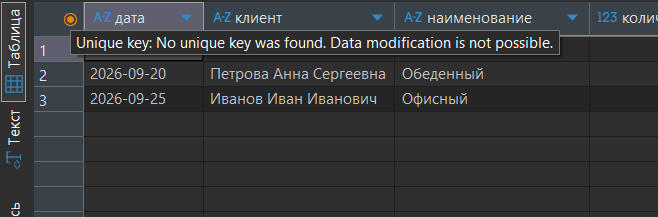 Таблица
Текст
сь
A-Z дата
A-Z клиент
A-Z наименование
123 колич
1
Unique key: No unique key was found. Data modification is not possible.
2 2026-09-20 Петрова Анна Сергеевна Обеденный
3 2026-09-25 Иванов Иван Иванович Офисный